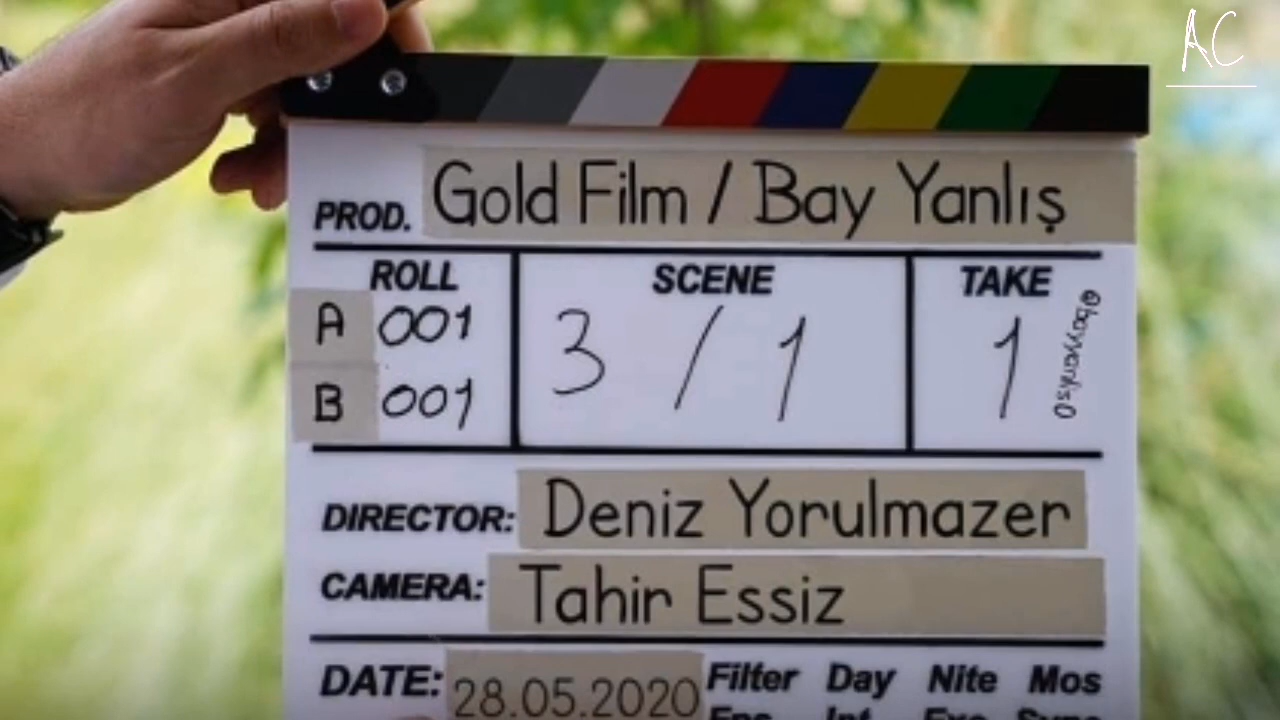 AC
PROD. Gold Film / Bay Yanlış
ROLL SCENE TAKE
A 001 3 / 1 1
B 001
@bayyanlis0
DIRECTOR: Deniz Yorulmazer
CAMERA: Tahir Essiz
DATE: 28.05.2020 Filter Day Nite Mos